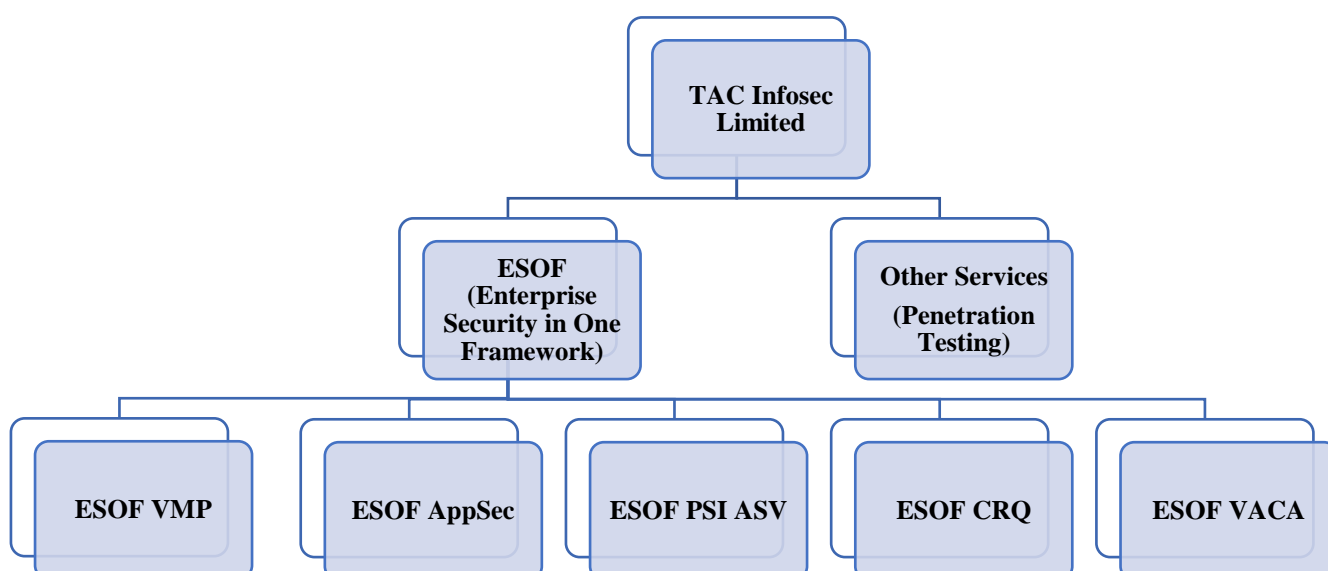 TAC Infosec
Limited
ESOF
(Enterprise
Security in One
Framework)
Other Services
(Penetration
Testing)
ESOF VMP
ESOF AppSec
ESOF PSI ASV
ESOF CRQ
ESOF VACA